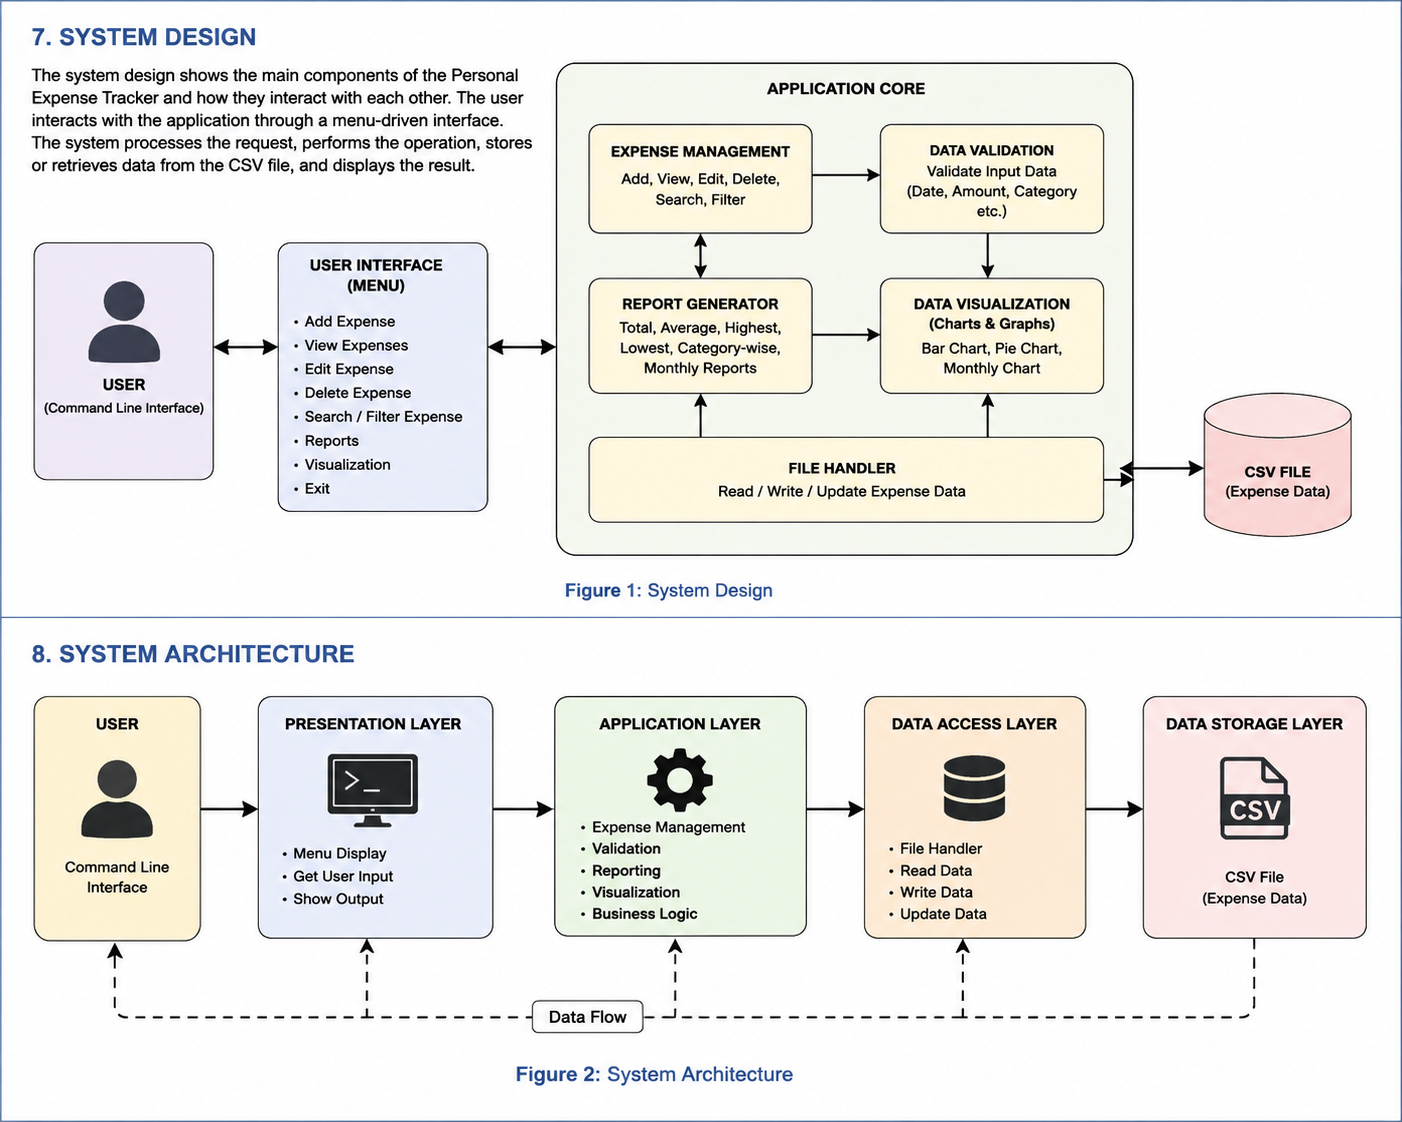 7. SYSTEM DESIGN
The system design shows the main components of the Personal
Expense Tracker and how they interact with each other. The user
interacts with the application through a menu-driven interface.
The system processes the request, performs the operation, stores
or retrieves data from the CSV file, and displays the result.
USER
(Command Line Interface)
USER INTERFACE
(MENU)
• Add Expense
• View Expenses
• Edit Expense
• Delete Expense
• Search / Filter Expense
• Reports
• Visualization
• Exit
APPLICATION CORE
EXPENSE MANAGEMENT
Add, View, Edit, Delete,
Search, Filter
DATA VALIDATION
Validate Input Data
(Date, Amount, Category
etc.)
REPORT GENERATOR
Total, Average, Highest,
Lowest, Category-wise,
Monthly Reports
DATA VISUALIZATION
(Charts & Graphs)
Bar Chart, Pie Chart,
Monthly Chart
FILE HANDLER
Read / Write / Update Expense Data
CSV FILE
(Expense Data)
Figure 1: System Design
8. SYSTEM ARCHITECTURE
USER
Command Line
Interface
PRESENTATION LAYER
>_
• Menu Display
• Get User Input
• Show Output
APPLICATION LAYER
• Expense Management
• Validation
• Reporting
• Visualization
• Business Logic
DATA ACCESS LAYER
• File Handler
• Read Data
• Write Data
• Update Data
DATA STORAGE LAYER
CSV
CSV File
(Expense Data)
Data Flow
Figure 2: System Architecture